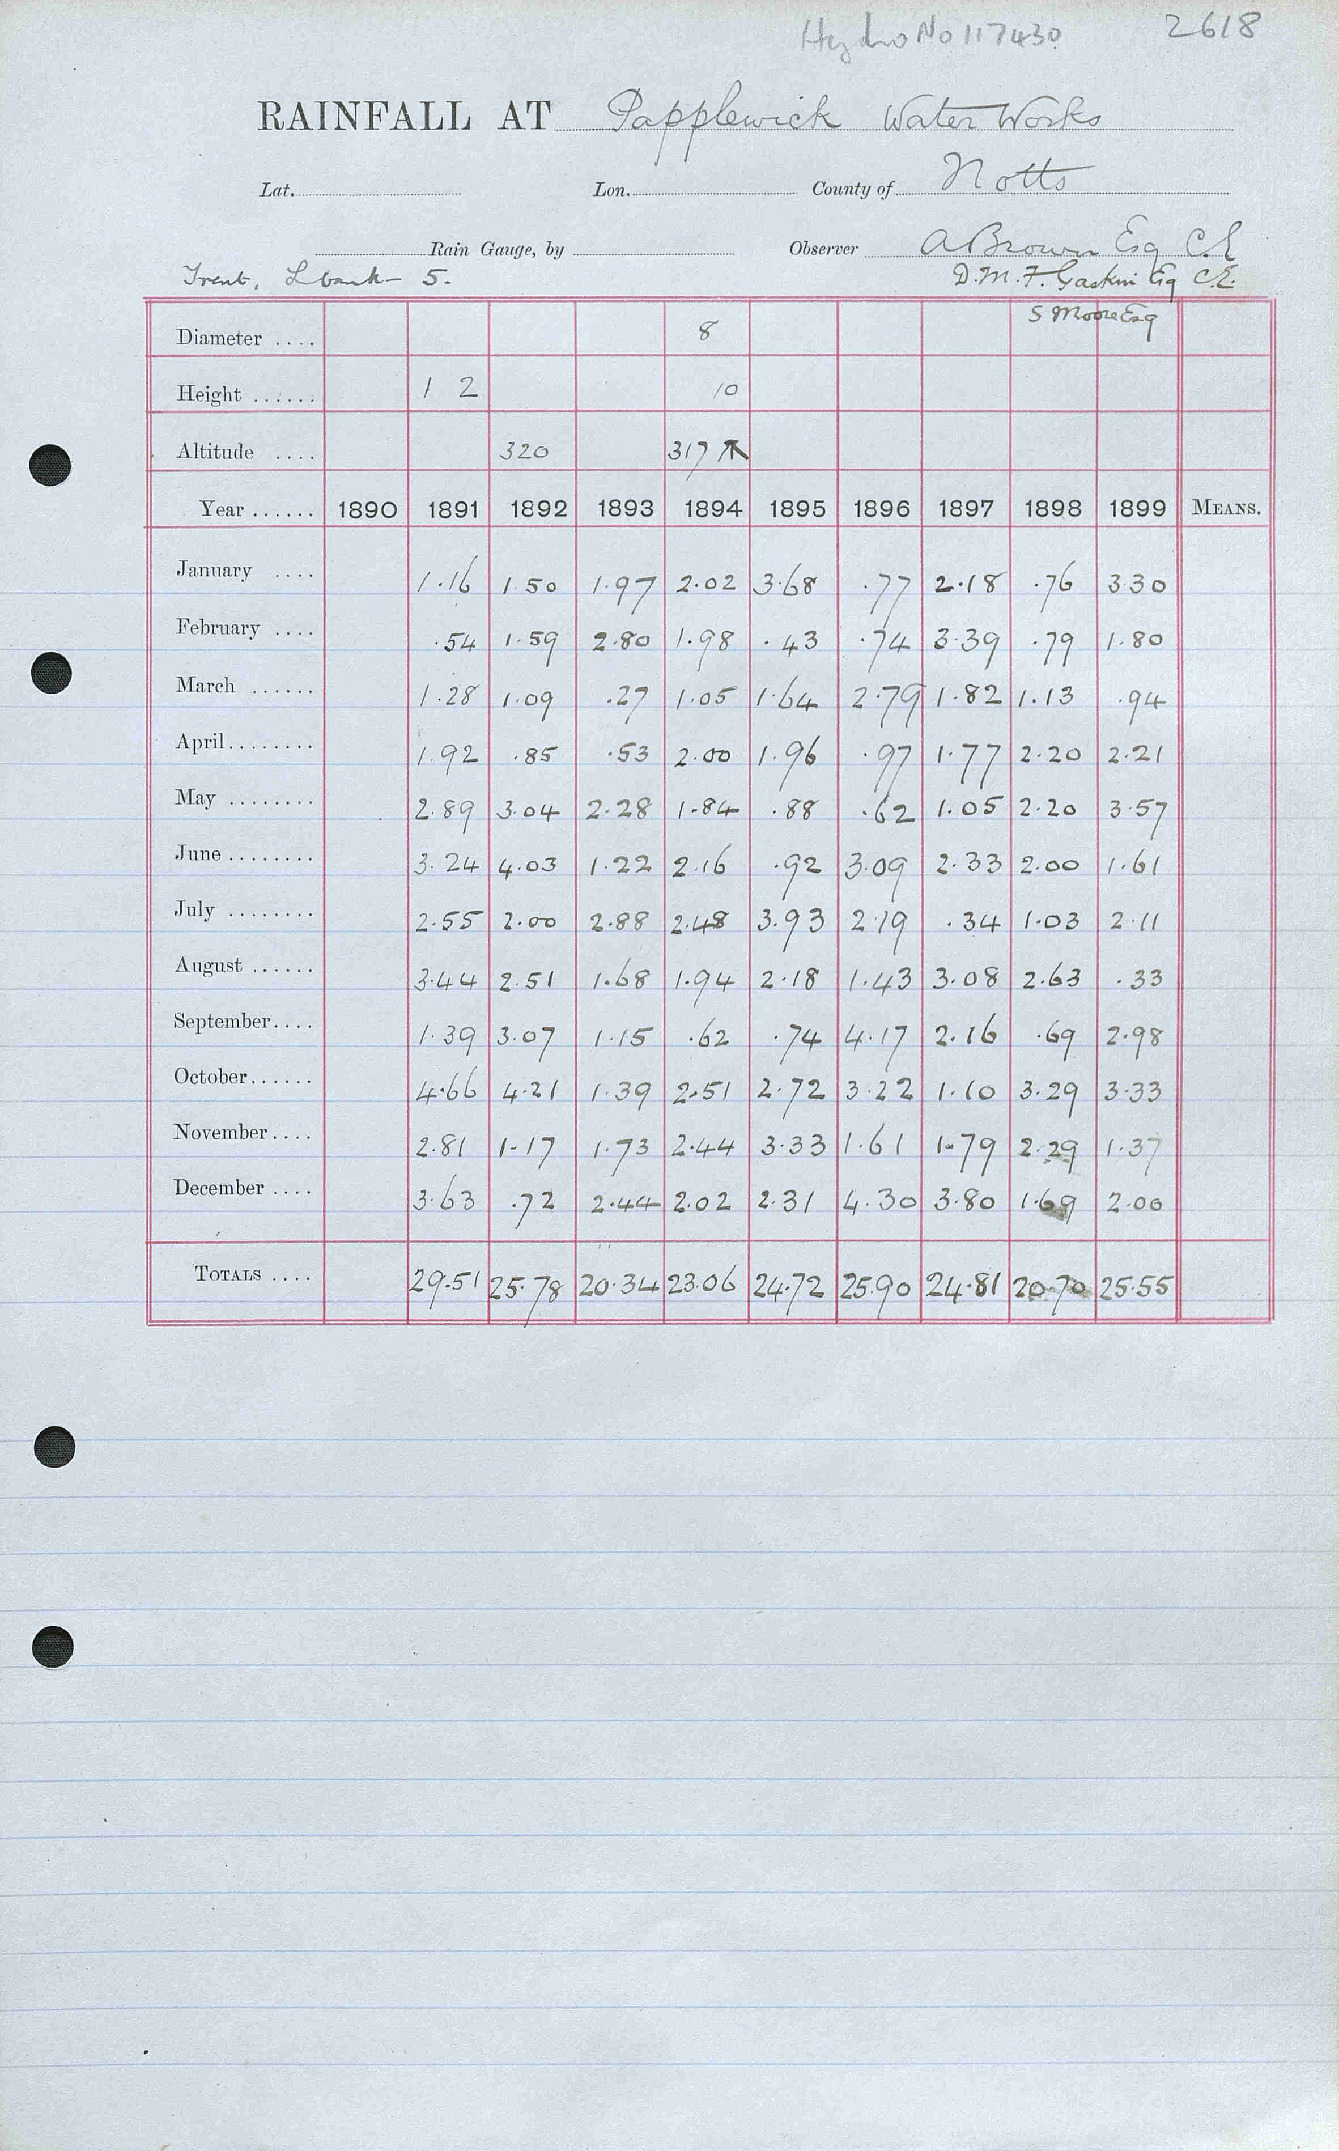 Hydro No 117430 2618
RAINFALL AT Papplewick Water Works
Lat. Lon. County of Notts
Rain Gauge, by Observer A Brown Esq C.E
Trent, L bank 5. D.M.F. Gaskin Esq C.E.
S Moore Esq
Diameter .... 8
Height ...... 1 2 10
Altitude .... 320 317
Year ...... 1890 1891 1892 1893 1894 1895 1896 1897 1898 1899 MEANS.
January .... 1.16 1.50 1.97 2.02 3.68 .77 2.18 .76 3.30
February .... .54 1.59 2.80 1.98 .43 .74 3.39 .79 1.80
March ...... 1.28 1.09 .27 1.05 1.64 2.79 1.82 1.13 .94
April........ 1.92 .85 .53 2.00 1.96 .97 1.77 2.20 2.21
May ........ 2.89 3.04 2.28 1.84 .88 .62 1.05 2.20 3.57
June ........ 3.24 4.03 1.22 2.16 .92 3.09 2.33 2.00 1.61
July ........ 2.55 2.00 2.88 2.48 3.93 2.19 .34 1.03 2.11
August ...... 3.44 2.51 1.68 1.94 2.18 1.43 3.08 2.63 .33
September.... 1.39 3.07 1.15 .62 .74 4.17 2.16 .69 2.98
October...... 4.66 4.21 1.39 2.51 2.72 3.22 1.10 3.29 3.33
November.... 2.81 1.17 1.73 2.44 3.33 1.61 1.79 2.29 1.37
December .... 3.63 .72 2.44 2.02 2.31 4.30 3.80 1.69 2.00
TOTALS .... 29.51 25.78 20.34 23.06 24.72 25.90 24.81 20.70 25.55